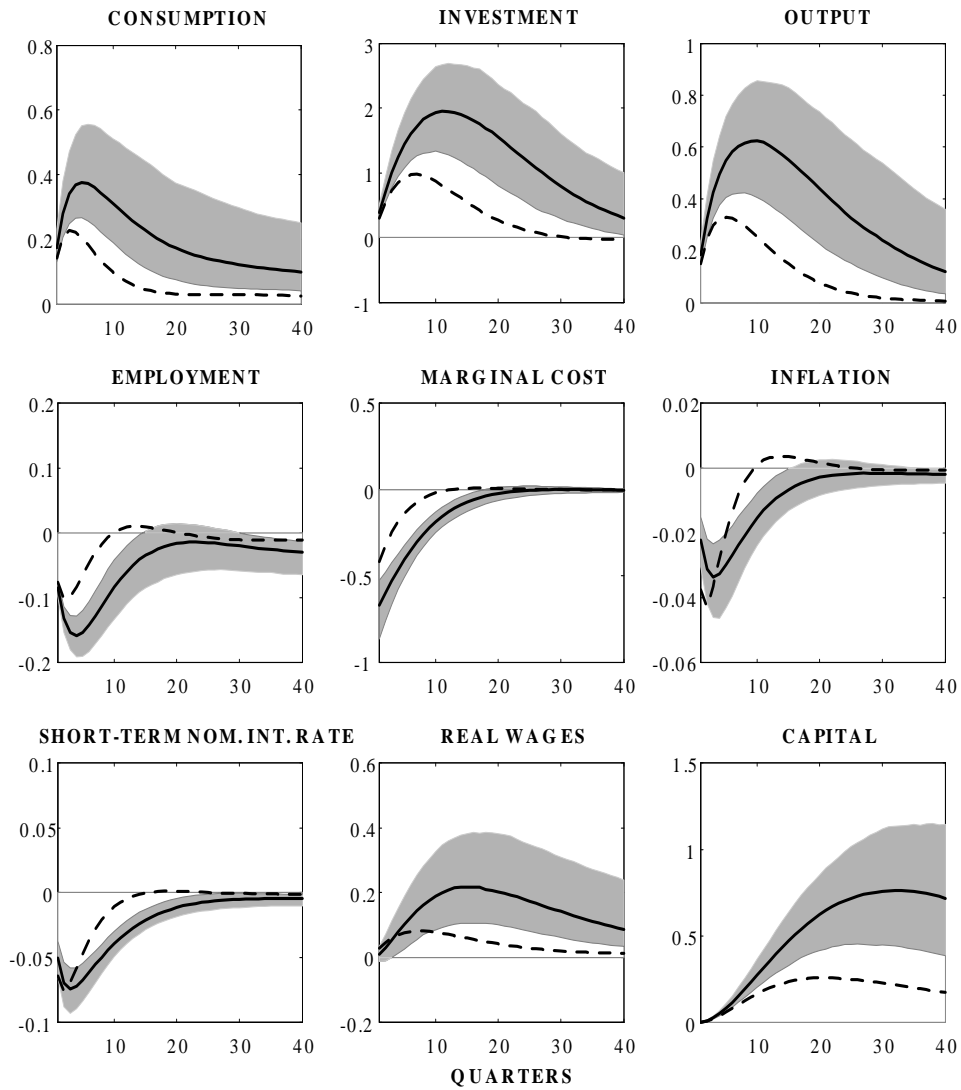 CONSUMPTION
INVESTMENT
OUTPUT
0.8
0.6
0.4
0.2
0
10 20 30 40
3
2
1
0
-1
10 20 30 40
1
0.8
0.6
0.4
0.2
0
10 20 30 40
EMPLOYMENT
MARGINAL COST
INFLATION
0.2
0.1
0
-0.1
-0.2
10 20 30 40
0.5
0
-0.5
-1
10 20 30 40
0.02
0
-0.02
-0.04
-0.06
10 20 30 40
SHORT-TERM NOM. INT. RATE
REAL WAGES
CAPITAL
0.1
0.05
0
-0.05
-0.1
10 20 30 40
0.6
0.4
0.2
0
-0.2
10 20 30 40
1.5
1
0.5
0
10 20 30 40
QUARTERS